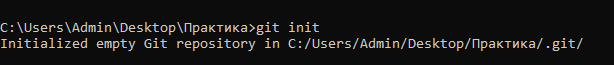 C:\Users\Admin\Desktop\Практика>git init
Initialized empty Git repository in C:/Users/Admin/Desktop/Практика/.git/